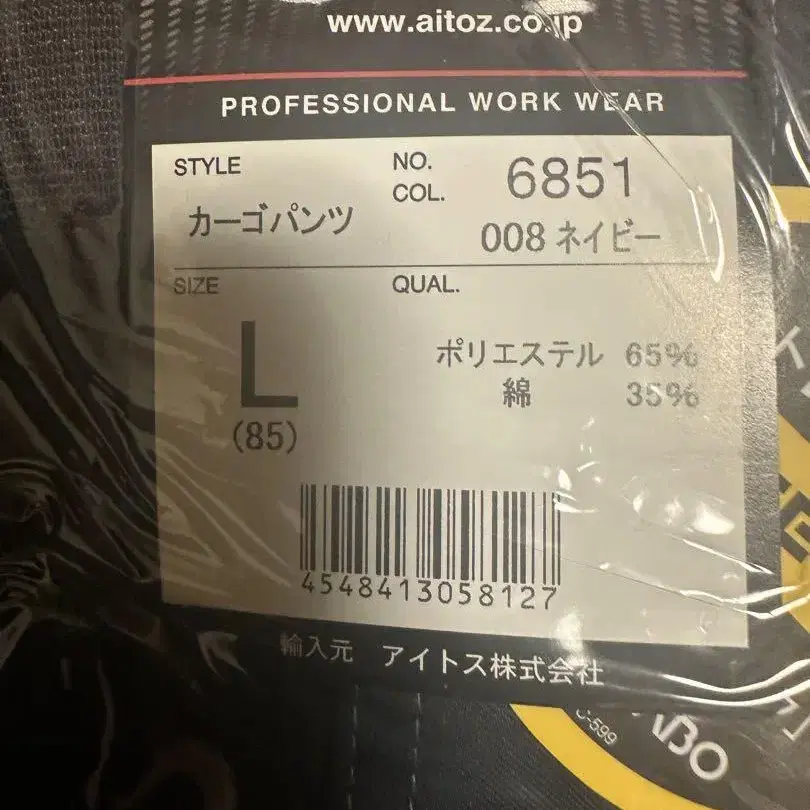 www.aitoz.co.jp
PROFESSIONAL WORK WEAR
STYLE
カーゴパンツ
NO. 6851
COL. 008 ネイビー
SIZE
L
(85)
QUAL.
ポリエステル 65%
綿 35%
4548413058127
輸入元 アイトス株式会社
C-599